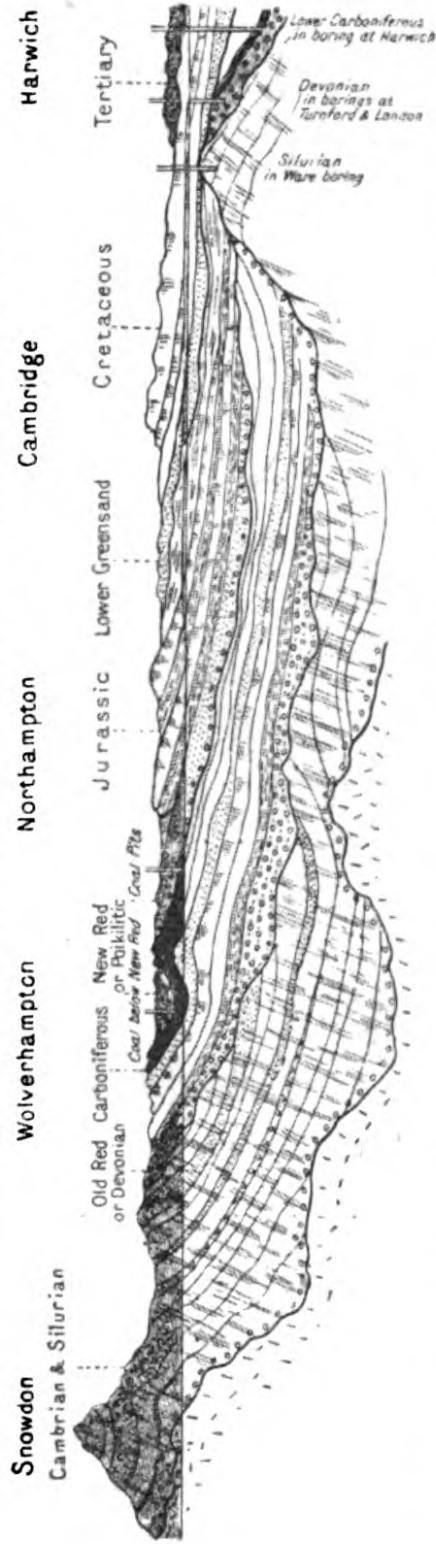 Snowdon
Wolverhampton
Northampton
Cambridge
Harwich
Cambrian & Silurian
Old Red
or Devonian
Carboniferous
Coal below New Red
New Red
or Poikilitic
Coal Pits
Jurassic
Lower Greensand
Cretaceous
Tertiary
Silurian
in Ware boring
Devonian
in borings at
Turnford & London
Lower Carboniferous
in boring at Harwich